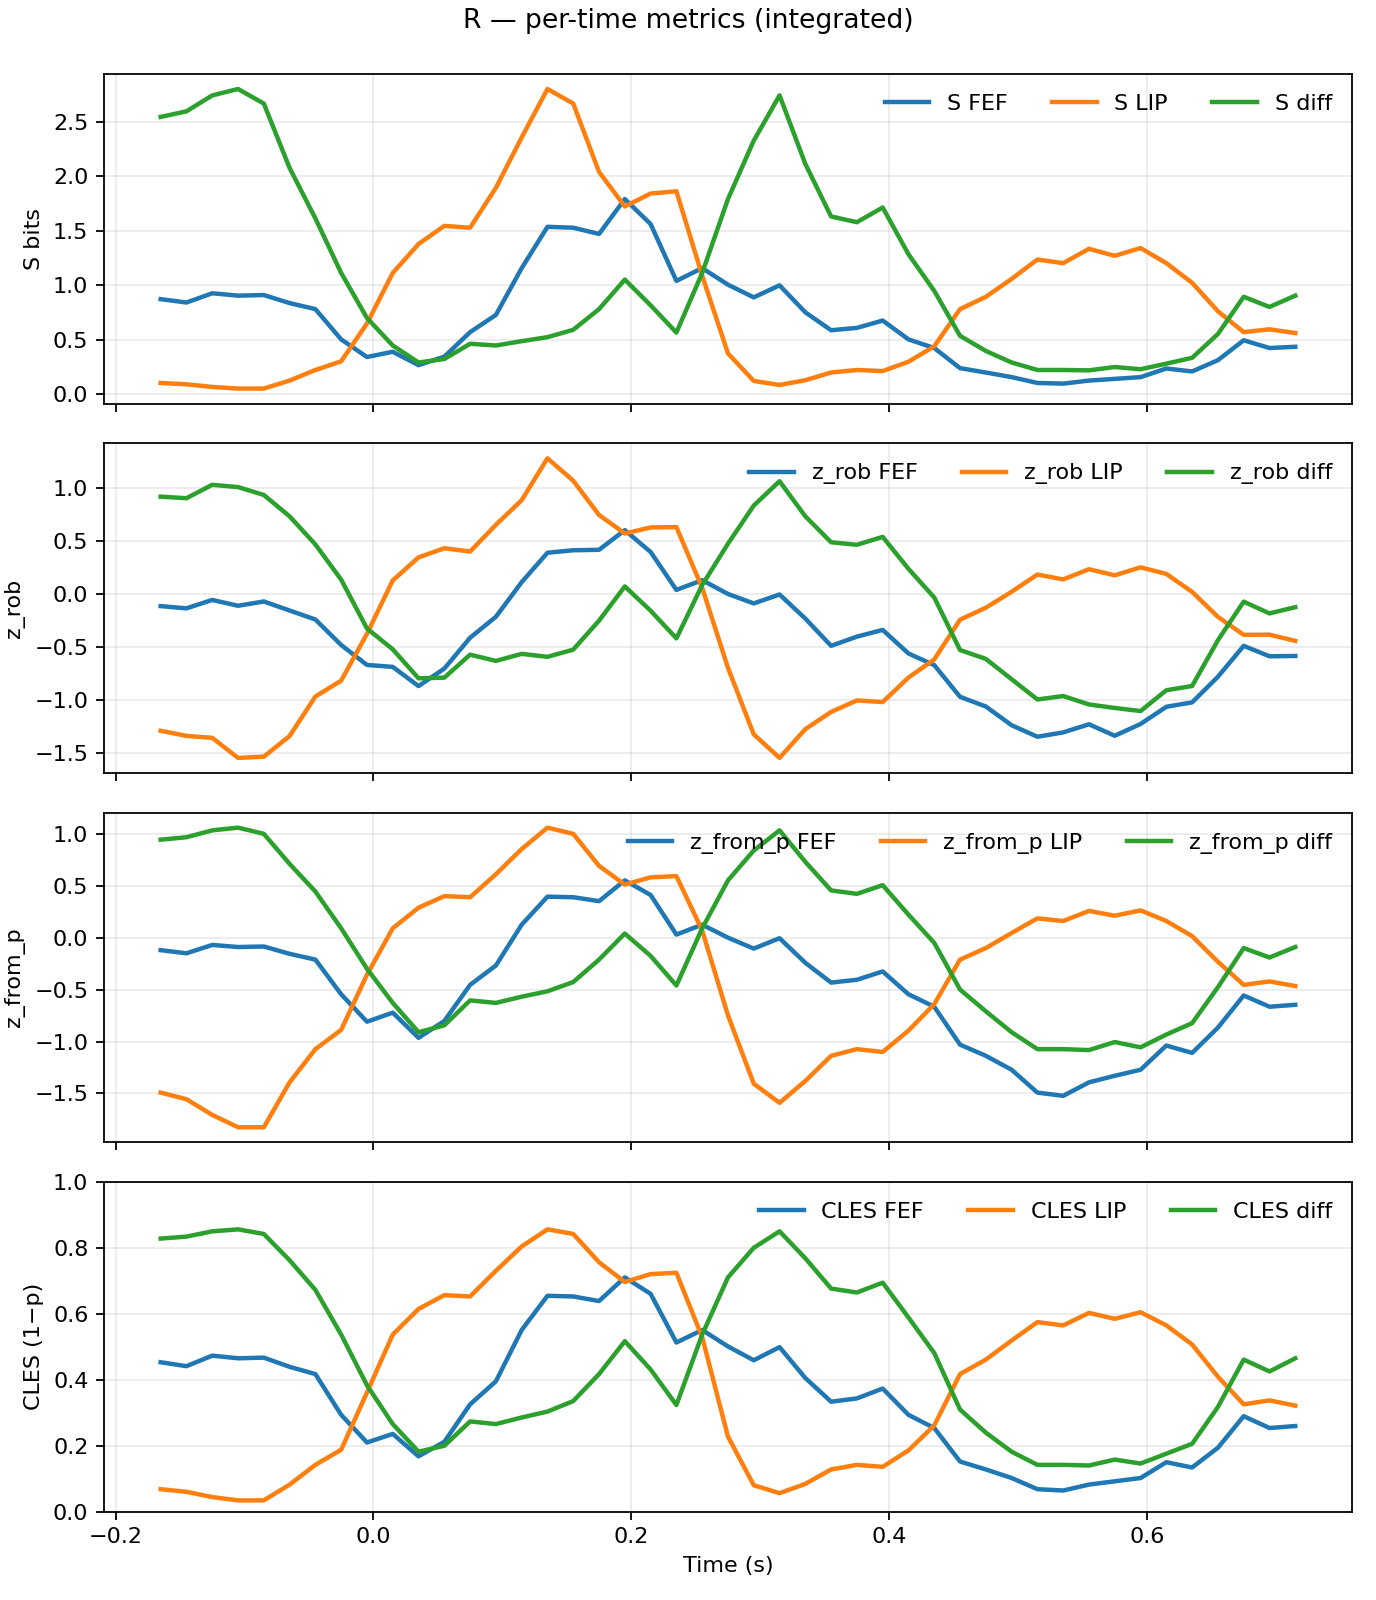 R — per-time metrics (integrated)
S FEF S LIP S diff
2.5
2.0
1.5
1.0
0.5
0.0
S bits
z_rob FEF z_rob LIP z_rob diff
1.0
0.5
0.0
−0.5
−1.0
−1.5
z_rob
z_from_p FEF z_from_p LIP z_from_p diff
1.0
0.5
0.0
−0.5
−1.0
−1.5
z_from_p
CLES FEF CLES LIP CLES diff
1.0
0.8
0.6
0.4
0.2
0.0
CLES (1−p)
−0.2 0.0 0.2 0.4 0.6
Time (s)